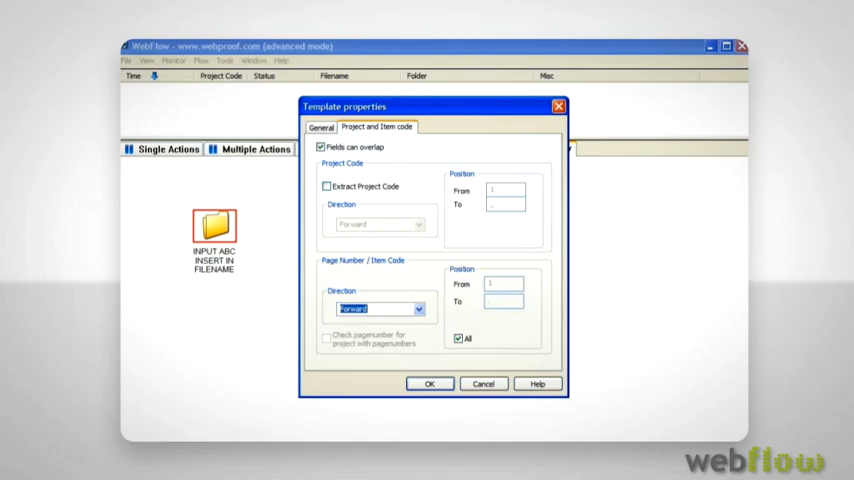 WebFlow - www.webproof.com (advanced mode)
File View Monitor Flow Tools Window Help
Time Project Code Status Filename Folder Misc
Template properties
General Project and Item code
Single Actions Multiple Actions
Fields can overlap
Project Code
Extract Project Code
Direction
Forward
Position
From 1
To
INPUT ABC
INSERT IN
FILENAME
Page Number / Item Code
Direction
Forward
Check pagenumber for
project with pagenumbers
Position
From 1
To
All
OK Cancel Help
webflow